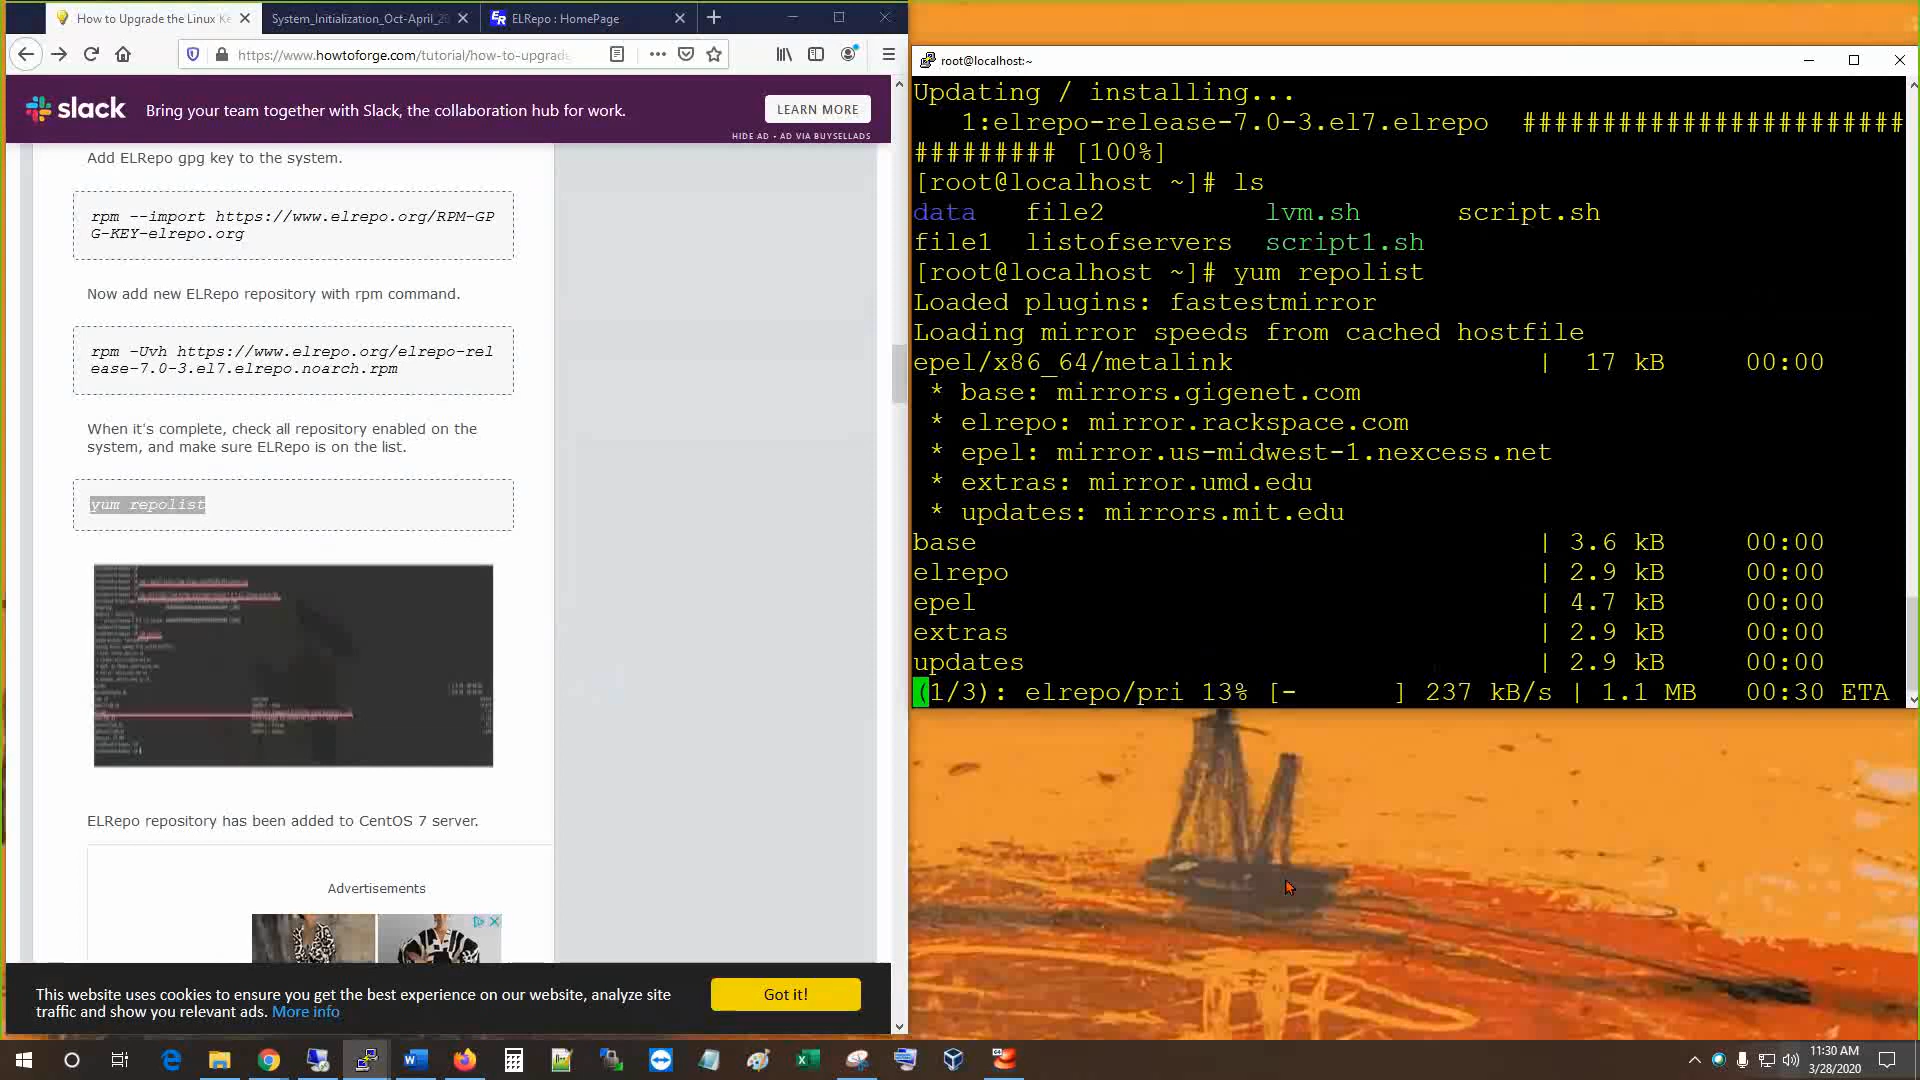 How to Upgrade the Linux Ke
System_Initialization_Oct-April_20
ELRepo : HomePage
https://www.howtoforge.com/tutorial/how-to-upgrad
slack
Bring your team together with Slack, the collaboration hub for work.
LEARN MORE
HIDE AD • AD VIA BUYSELLADS
Add ELRepo gpg key to the system.
rpm --import https://www.elrepo.org/RPM-GP
G-KEY-elrepo.org
Now add new ELRepo repository with rpm command.
rpm -Uvh https://www.elrepo.org/elrepo-rel
ease-7.0-3.el7.elrepo.noarch.rpm
When it's complete, check all repository enabled on the
system, and make sure ELRepo is on the list.
yum repolist
ELRepo repository has been added to CentOS 7 server.
Advertisements
This website uses cookies to ensure you get the best experience on our website, analyze site
traffic and show you relevant ads. More info
Got it!
root@localhost:~
Updating / installing...
1:elrepo-release-7.0-3.el7.elrepo ########################
######### [100%]
[root@localhost ~]# ls
data file2 lvm.sh script.sh
file1 listofservers script1.sh
[root@localhost ~]# yum repolist
Loaded plugins: fastestmirror
Loading mirror speeds from cached hostfile
epel/x86_64/metalink | 17 kB 00:00
* base: mirrors.gigenet.com
* elrepo: mirror.rackspace.com
* epel: mirror.us-midwest-1.nexcess.net
* extras: mirror.umd.edu
* updates: mirrors.mit.edu
base | 3.6 kB 00:00
elrepo | 2.9 kB 00:00
epel | 4.7 kB 00:00
extras | 2.9 kB 00:00
updates | 2.9 kB 00:00
(1/3): elrepo/pri 13% [- ] 237 kB/s | 1.1 MB 00:30 ETA
11:30 AM
3/28/2020